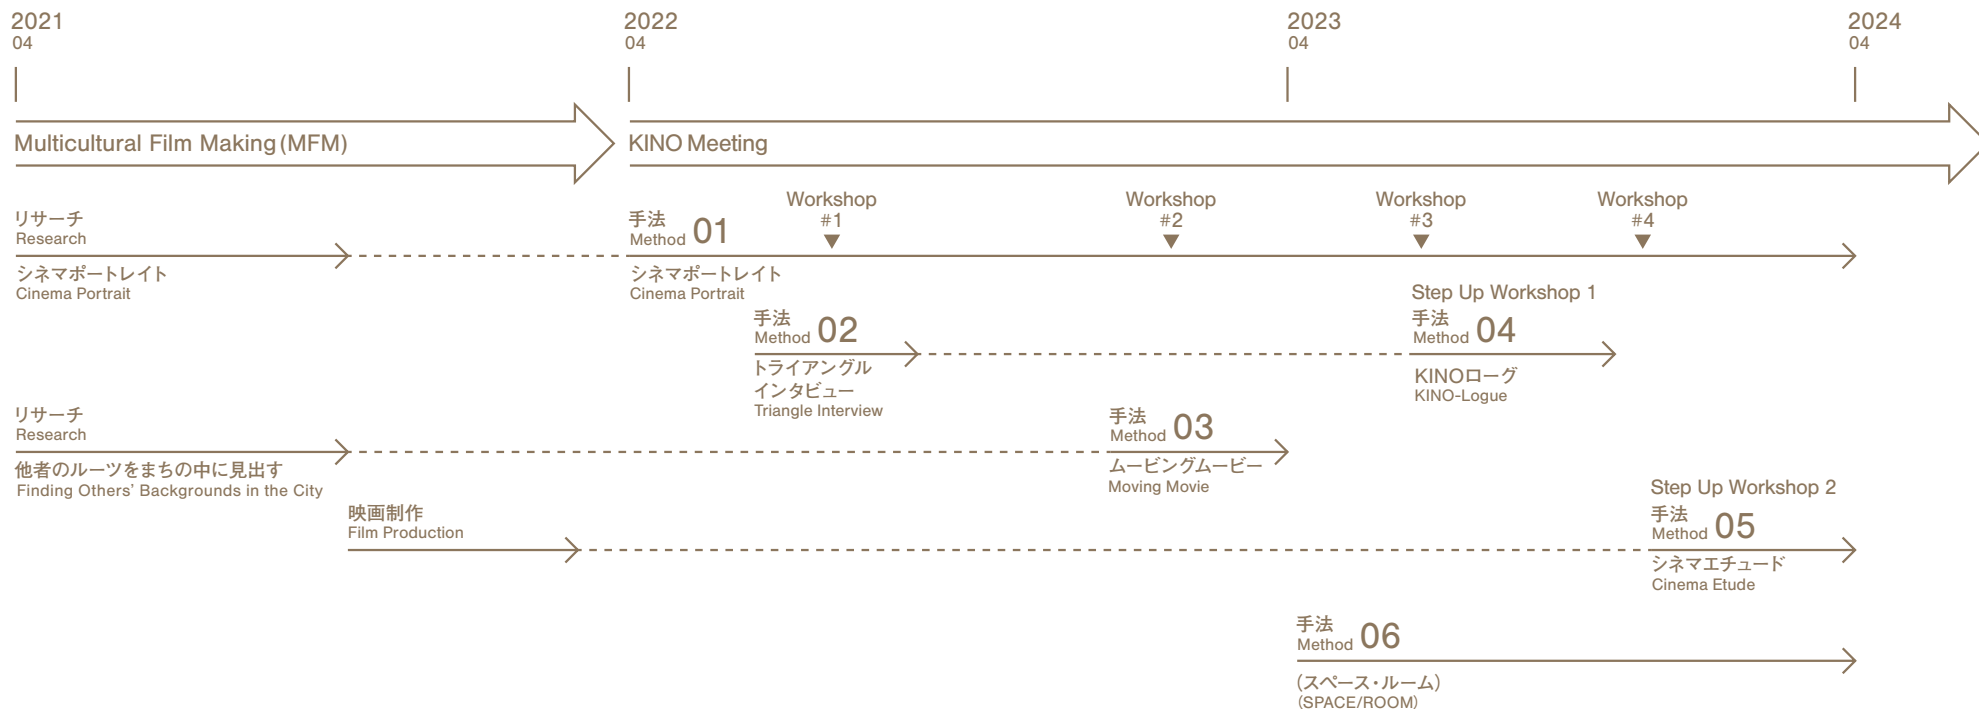 2021
04
2022
04
2023
04
2024
04
Multicultural Film Making (MFM)
KINO Meeting
リサーチ
Research
シネマポートレイト
Cinema Portrait
手法
Method 01
シネマポートレイト
Cinema Portrait
Workshop
#1
Workshop
#2
Workshop
#3
Workshop
#4
手法
Method 02
トライアングル
インタビュー
Triangle Interview
Step Up Workshop 1
手法
Method 04
KINOローグ
KINO-Logue
リサーチ
Research
他者のルーツをまちの中に見出す
Finding Others’ Backgrounds in the City
手法
Method 03
ムービングムービー
Moving Movie
映画制作
Film Production
Step Up Workshop 2
手法
Method 05
シネマエチュード
Cinema Etude
手法
Method 06
(スペース・ルーム)
(SPACE/ROOM)